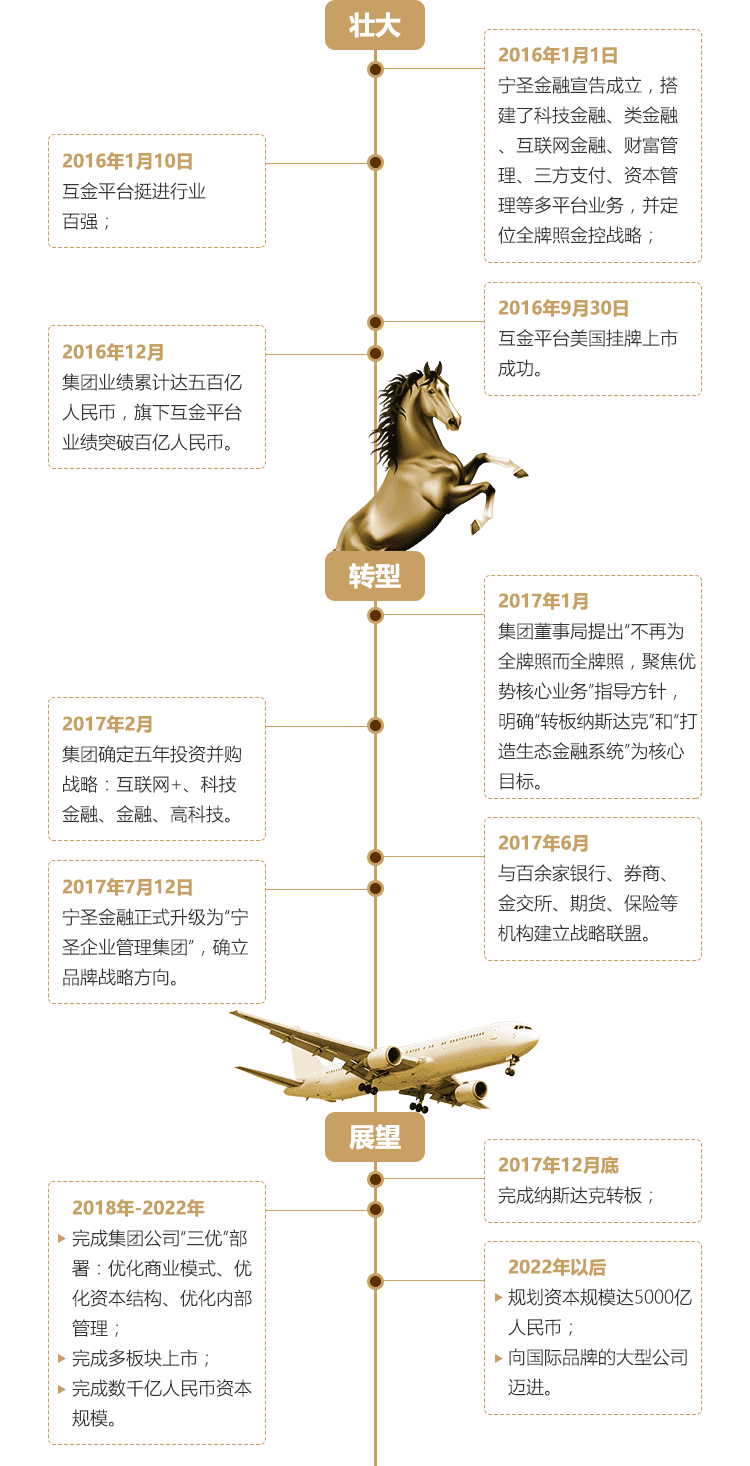 壮大
2016年1月1日
宁圣金融宣告成立，搭
建了科技金融、类金融
、互联网金融、财富管
理、三方支付、资本管
理等多平台业务，并定
位全牌照金控战略；
2016年1月10日
互金平台挺进行业
百强；
2016年9月30日
互金平台美国挂牌上市
成功。
2016年12月
集团业绩累计达五百亿
人民币，旗下互金平台
业绩突破百亿人民币。
转型
2017年1月
集团董事局提出“不再为
全牌照而全牌照，聚焦优
势核心业务”指导方针，
明确“转板纳斯达克”和“打
造生态金融系统”为核心
目标。
2017年2月
集团确定五年投资并购
战略：互联网+、科技
金融、金融、高科技。
2017年6月
与百余家银行、券商、
金交所、期货、保险等
机构建立战略联盟。
2017年7月12日
宁圣金融正式升级为“宁
圣企业管理集团”，确立
品牌战略方向。
展望
2017年12月底
完成纳斯达克转板；
2018年-2022年
完成集团公司“三优”部
署：优化商业模式、优
化资本结构、优化内部
管理；
完成多板块上市；
完成数千亿人民币资本
规模。
2022年以后
规划资本规模达5000亿
人民币；
向国际品牌的大型公司
迈进。